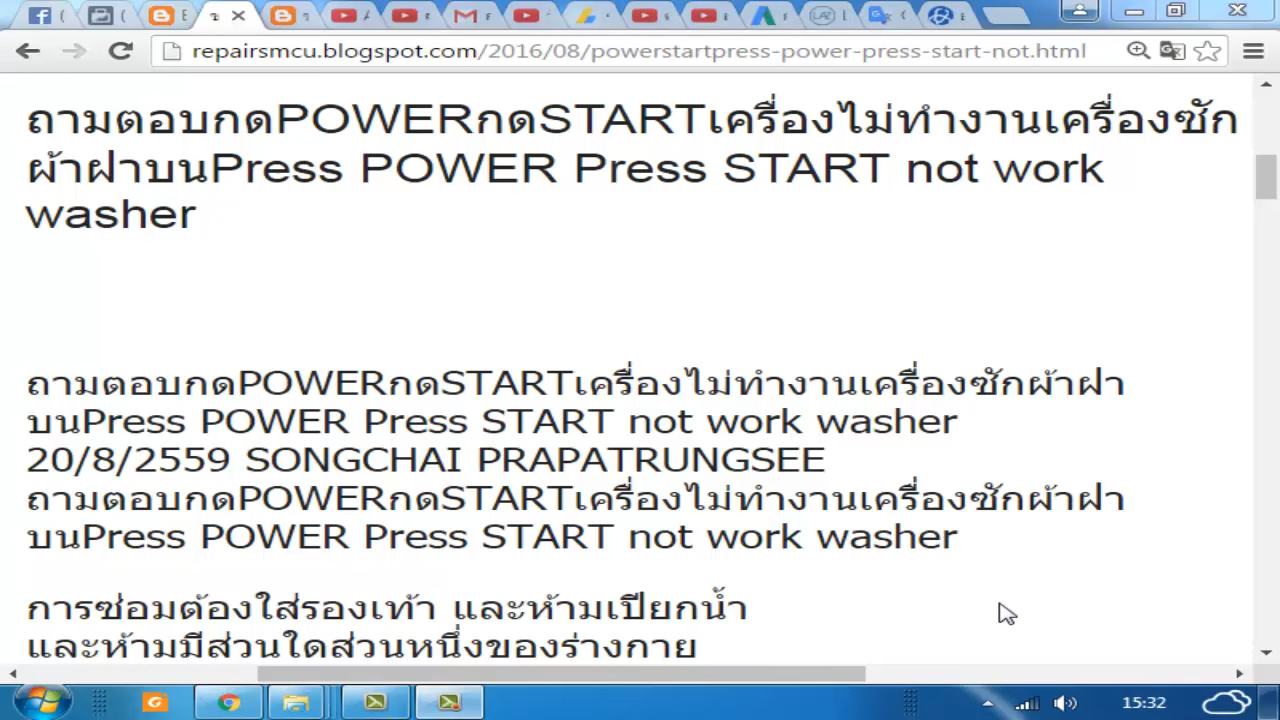 repairsmcu.blogspot.com/2016/08/powerstartpress-power-press-start-not.html
ถามตอบกดPOWERกดSTARTเครื่องไม่ทำงานเครื่องซัก
ผ้าฝาบนPress POWER Press START not work
washer
ถามตอบกดPOWERกดSTARTเครื่องไม่ทำงานเครื่องซักผ้าฝา
บนPress POWER Press START not work washer
20/8/2559 SONGCHAI PRAPATRUNGSEE
ถามตอบกดPOWERกดSTARTเครื่องไม่ทำงานเครื่องซักผ้าฝา
บนPress POWER Press START not work washer
การซ่อมต้องใส่รองเท้า และห้ามเปียกน้ำ
และห้ามมีส่วนใดส่วนหนึ่งของร่างกาย
15:32